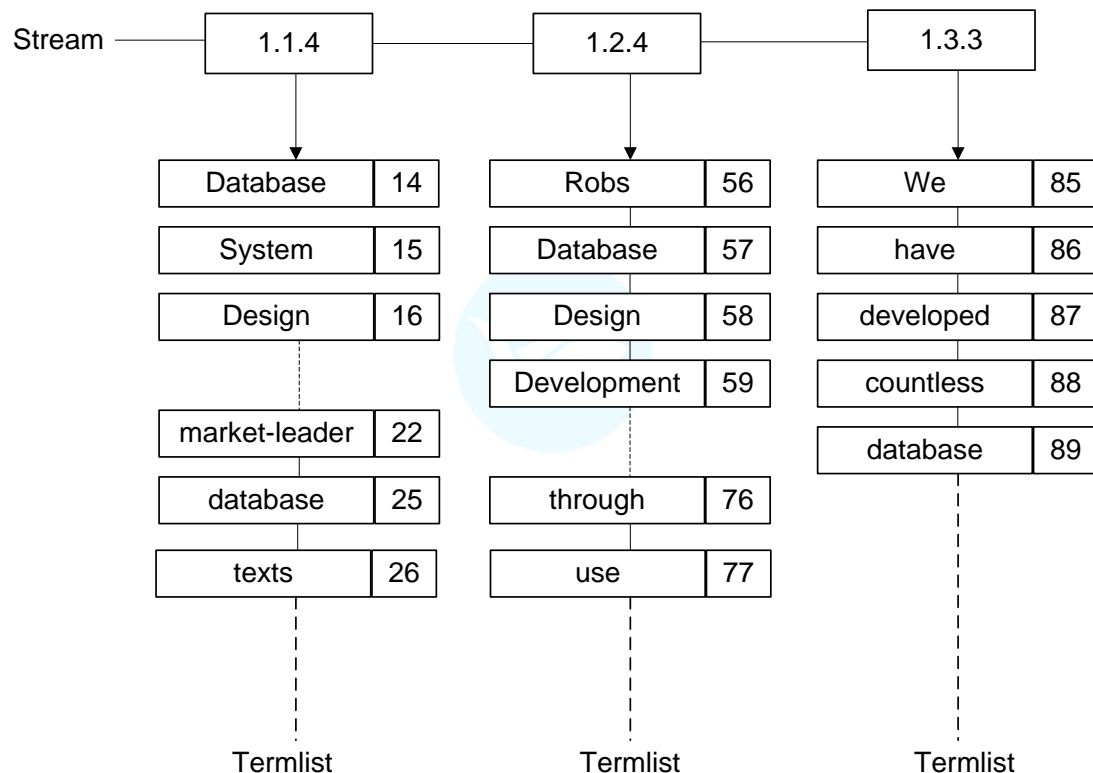 Stream 1.1.4 1.2.4 1.3.3
Database 14 Robs 56 We 85
System 15 Database 57 have 86
Design 16 Design 58 developed 87
Development 59 countless 88
market-leader 22 database 89
database 25 through 76
texts 26 use 77
Termlist Termlist Termlist